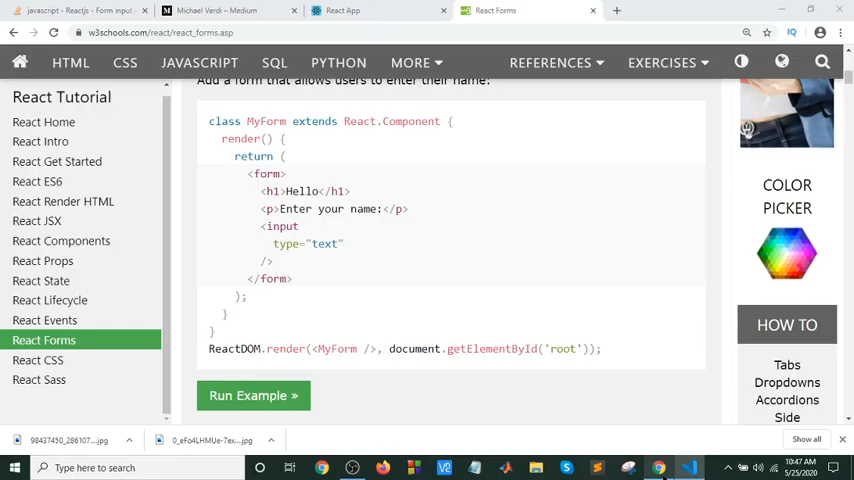 javascript - Reactjs - Form input
Michael Verdi – Medium
React App
React Forms
w3schools.com/react/react_forms.asp
HTML CSS JAVASCRIPT SQL PYTHON MORE REFERENCES EXERCISES
React Tutorial
React Home
React Intro
React Get Started
React ES6
React Render HTML
React JSX
React Components
React Props
React State
React Lifecycle
React Events
React Forms
React CSS
React Sass
Add a form that allows users to enter their name:
class MyForm extends React.Component {
render() {
return (
<form>
<h1>Hello</h1>
<p>Enter your name:</p>
<input
type="text"
/>
</form>
);
}
}
ReactDOM.render(<MyForm />, document.getElementById('root'));
Run Example »
COLOR
PICKER
HOW TO
Tabs
Dropdowns
Accordions
Side
98437450_286107....jpg
0_eFo4LHMUe-7ex....jpg
Show all
Type here to search
10:47 AM
5/25/2020